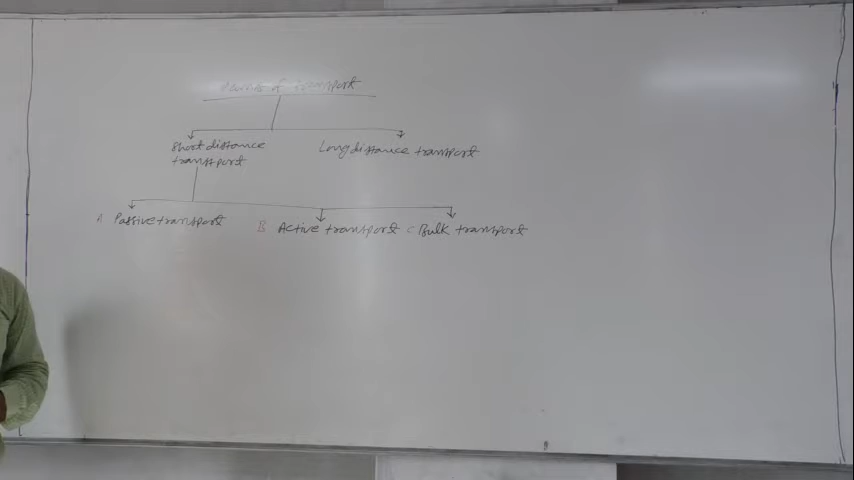 Means of transport
Short distance
transport
Long distance transport
A Passive transport
B Active transport
C Bulk transport